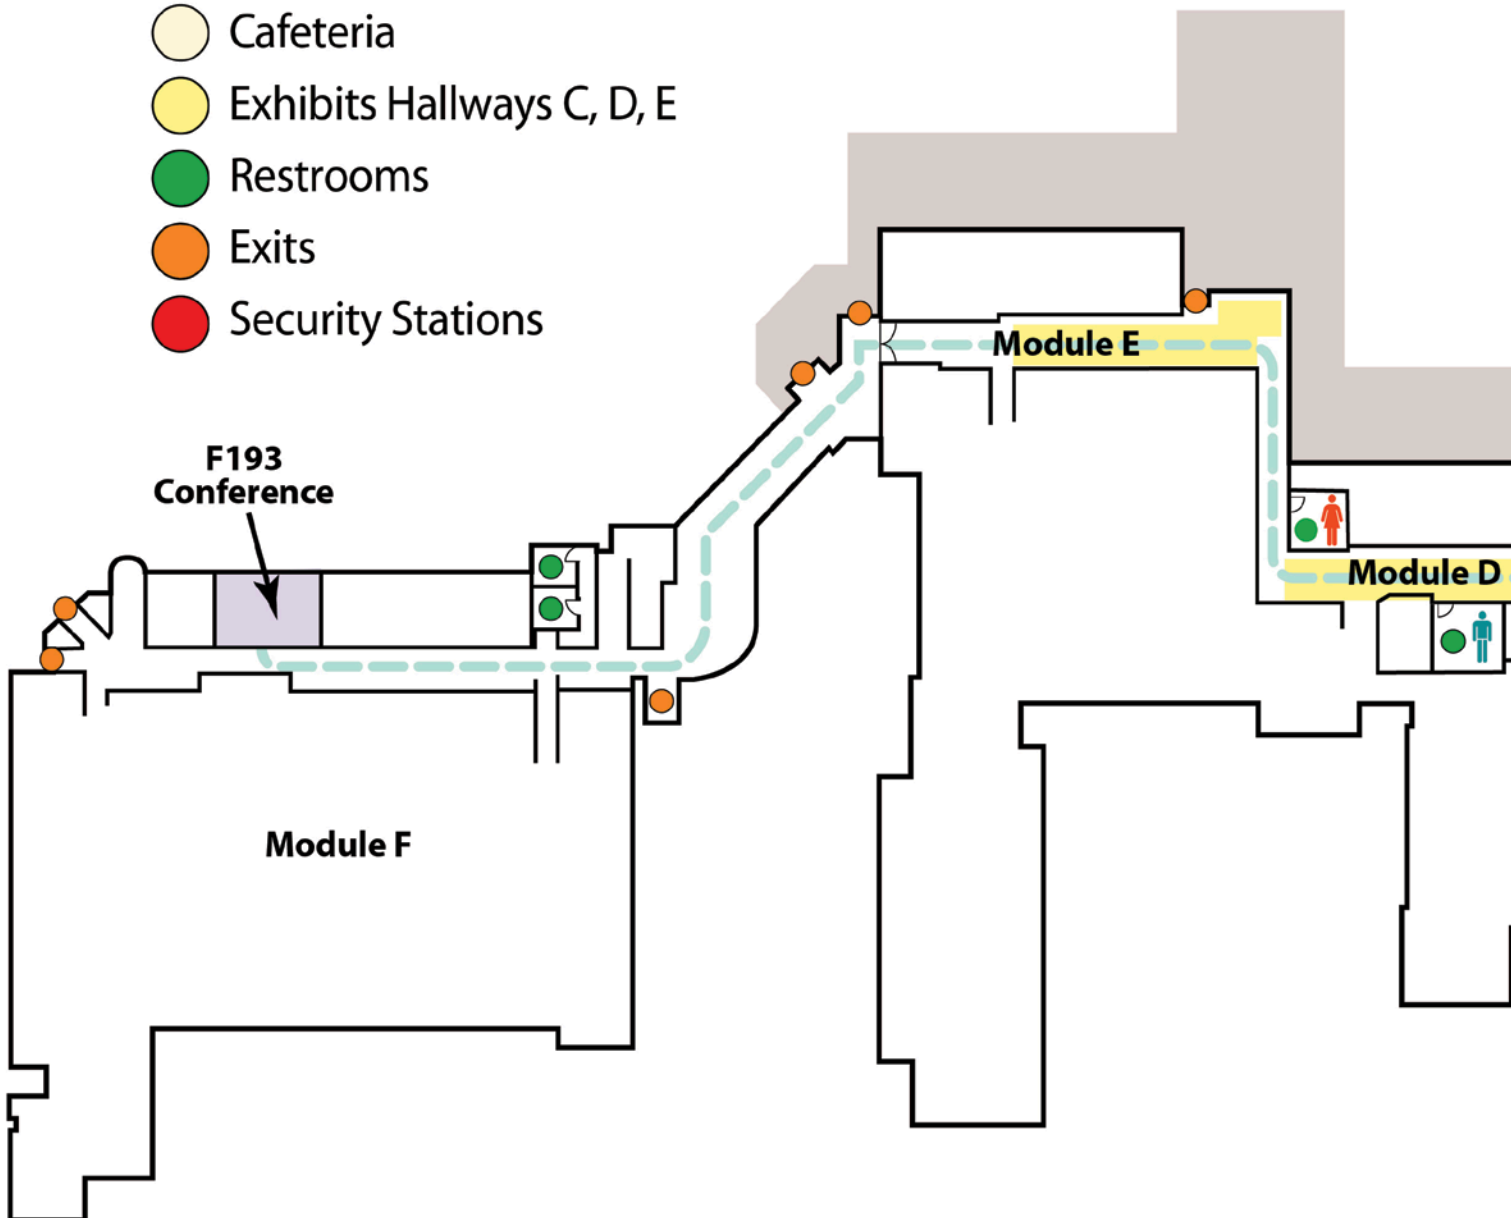 Cafeteria
Exhibits Hallways C, D, E
Restrooms
Exits
Security Stations
Module E
F193
Conference
Module D
Module F